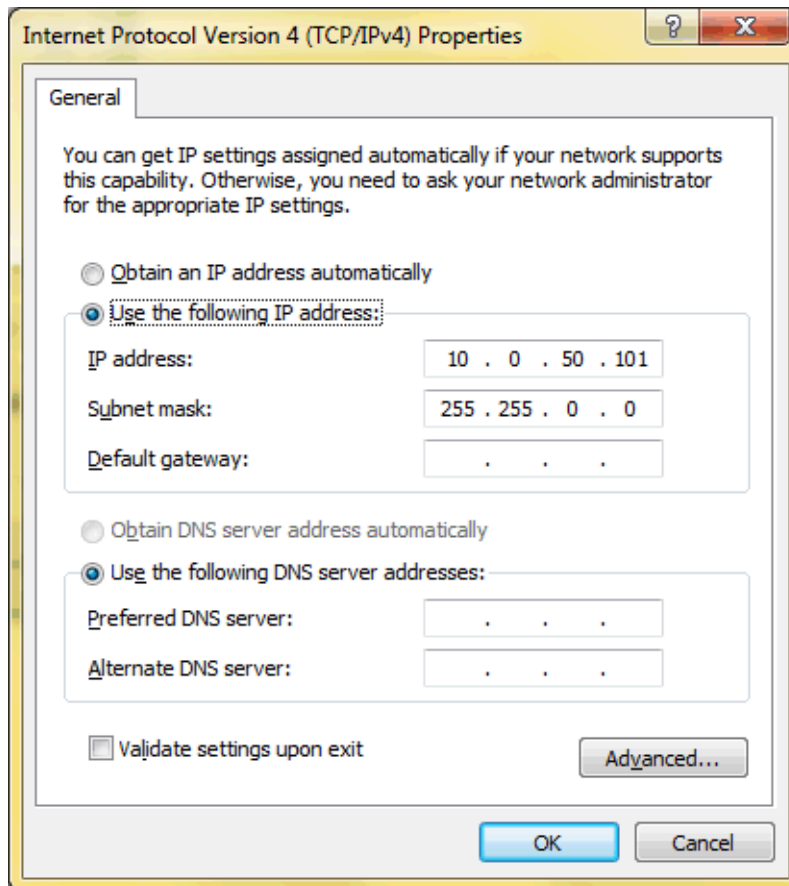 Internet Protocol Version 4 (TCP/IPv4) Properties
?
X
General
You can get IP settings assigned automatically if your network supports
this capability. Otherwise, you need to ask your network administrator
for the appropriate IP settings.
Obtain an IP address automatically
Use the following IP address:
IP address: 10 . 0 . 50 . 101
Subnet mask: 255 . 255 . 0 . 0
Default gateway: . . .
Obtain DNS server address automatically
Use the following DNS server addresses:
Preferred DNS server: . . .
Alternate DNS server: . . .
Validate settings upon exit
Advanced...
OK Cancel